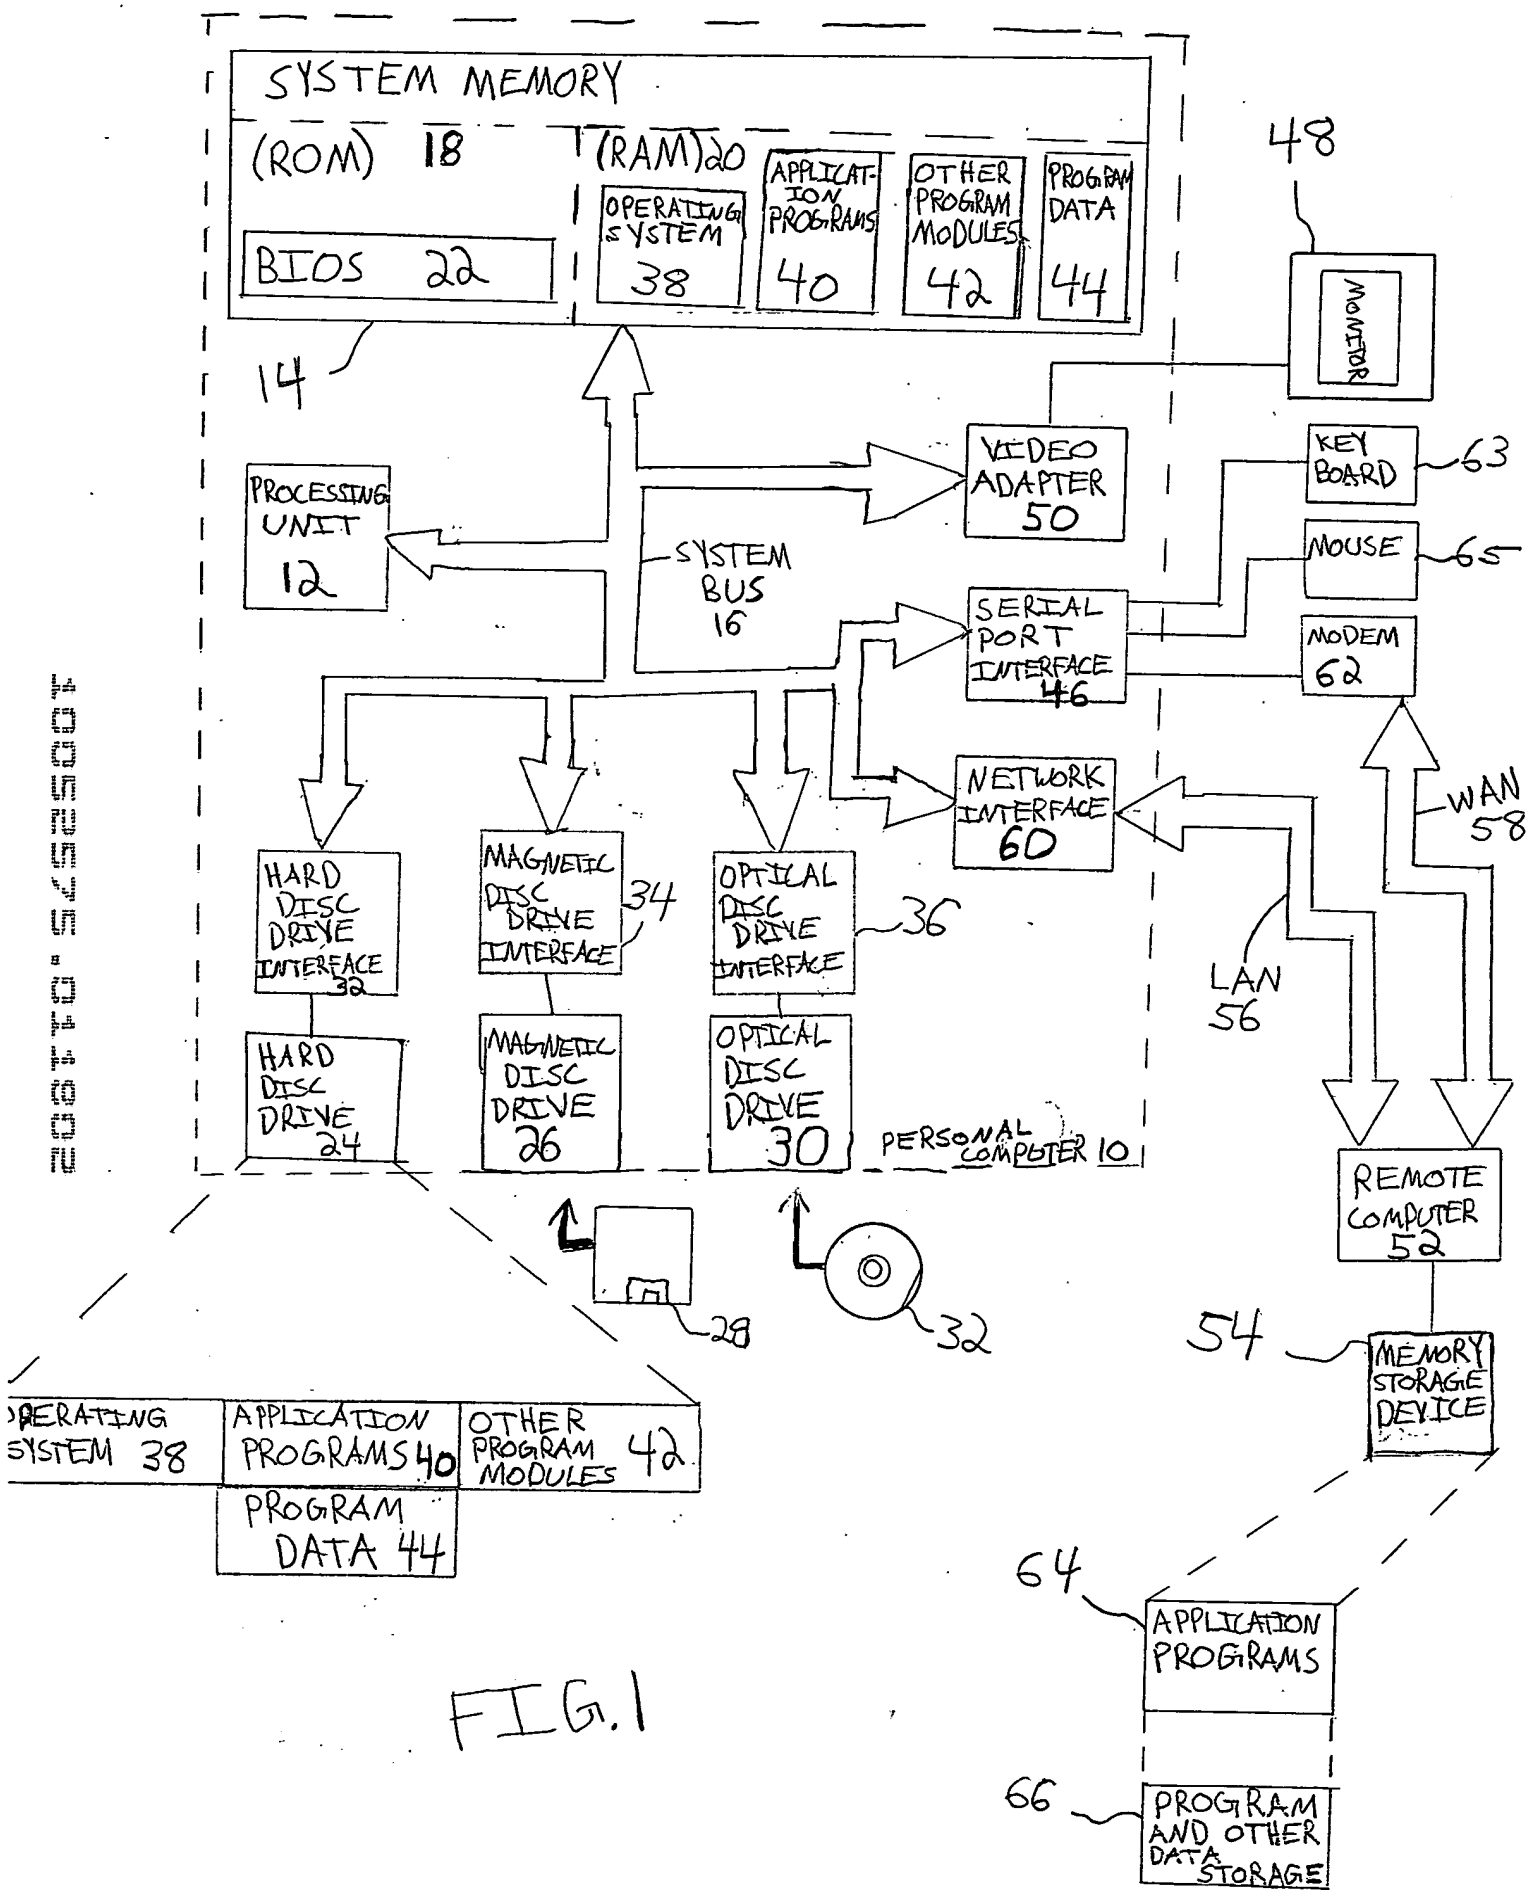 SYSTEM MEMORY
(ROM) 18
(RAM) 20
BIOS 22
OPERATING
SYSTEM
38
APPLICAT-
ION
PROGRAMS
40
OTHER
PROGRAM
MODULES
42
PROGRAM
DATA
44
14
48
MONITOR
PROCESSING
UNIT
12
SYSTEM
BUS
16
VIDEO
ADAPTER
50
KEY
BOARD
63
MOUSE
65
SERIAL
PORT
INTERFACE
46
MODEM
62
NETWORK
INTERFACE
60
WAN
58
LAN
56
HARD
DISC
DRIVE
INTERFACE
32
MAGNETIC
DISC
DRIVE
INTERFACE
34
OPTICAL
DISC
DRIVE
INTERFACE
36
HARD
DISC
DRIVE
24
MAGNETIC
DISC
DRIVE
26
OPTICAL
DISC
DRIVE
30
PERSONAL
COMPUTER 10
REMOTE
COMPUTER
52
28
32
54
MEMORY
STORAGE
DEVICE
OPERATING
SYSTEM 38
APPLICATION
PROGRAMS 40
OTHER
PROGRAM
MODULES
42
PROGRAM
DATA 44
64
APPLICATION
PROGRAMS
66
PROGRAM
AND OTHER
DATA
STORAGE
FIG. 1
10052575.011802